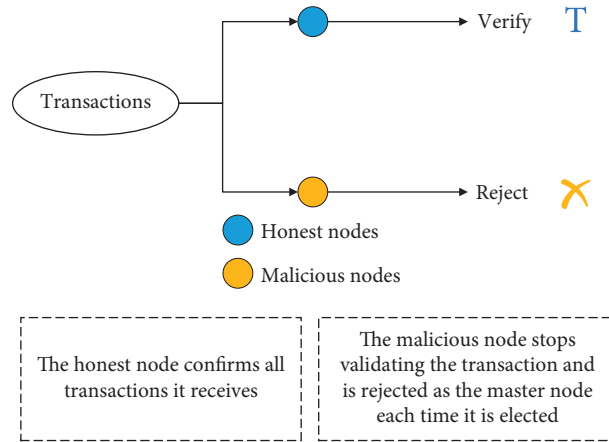 Verify T
Transactions
Reject
Honest nodes
Malicious nodes
The honest node confirms all
transactions it receives
The malicious node stops
validating the transaction and
is rejected as the master node
each time it is elected